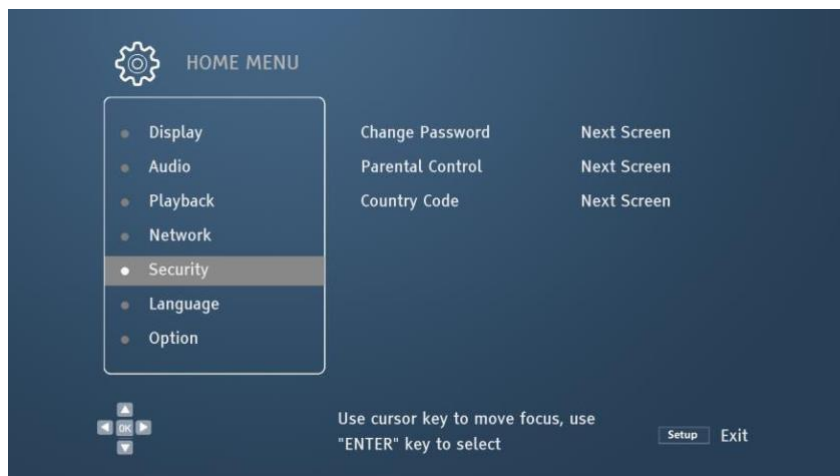 HOME MENU
Display
Audio
Playback
Network
Security
Language
Option
Change Password Next Screen
Parental Control Next Screen
Country Code Next Screen
OK
Use cursor key to move focus, use
"ENTER" key to select
Setup Exit